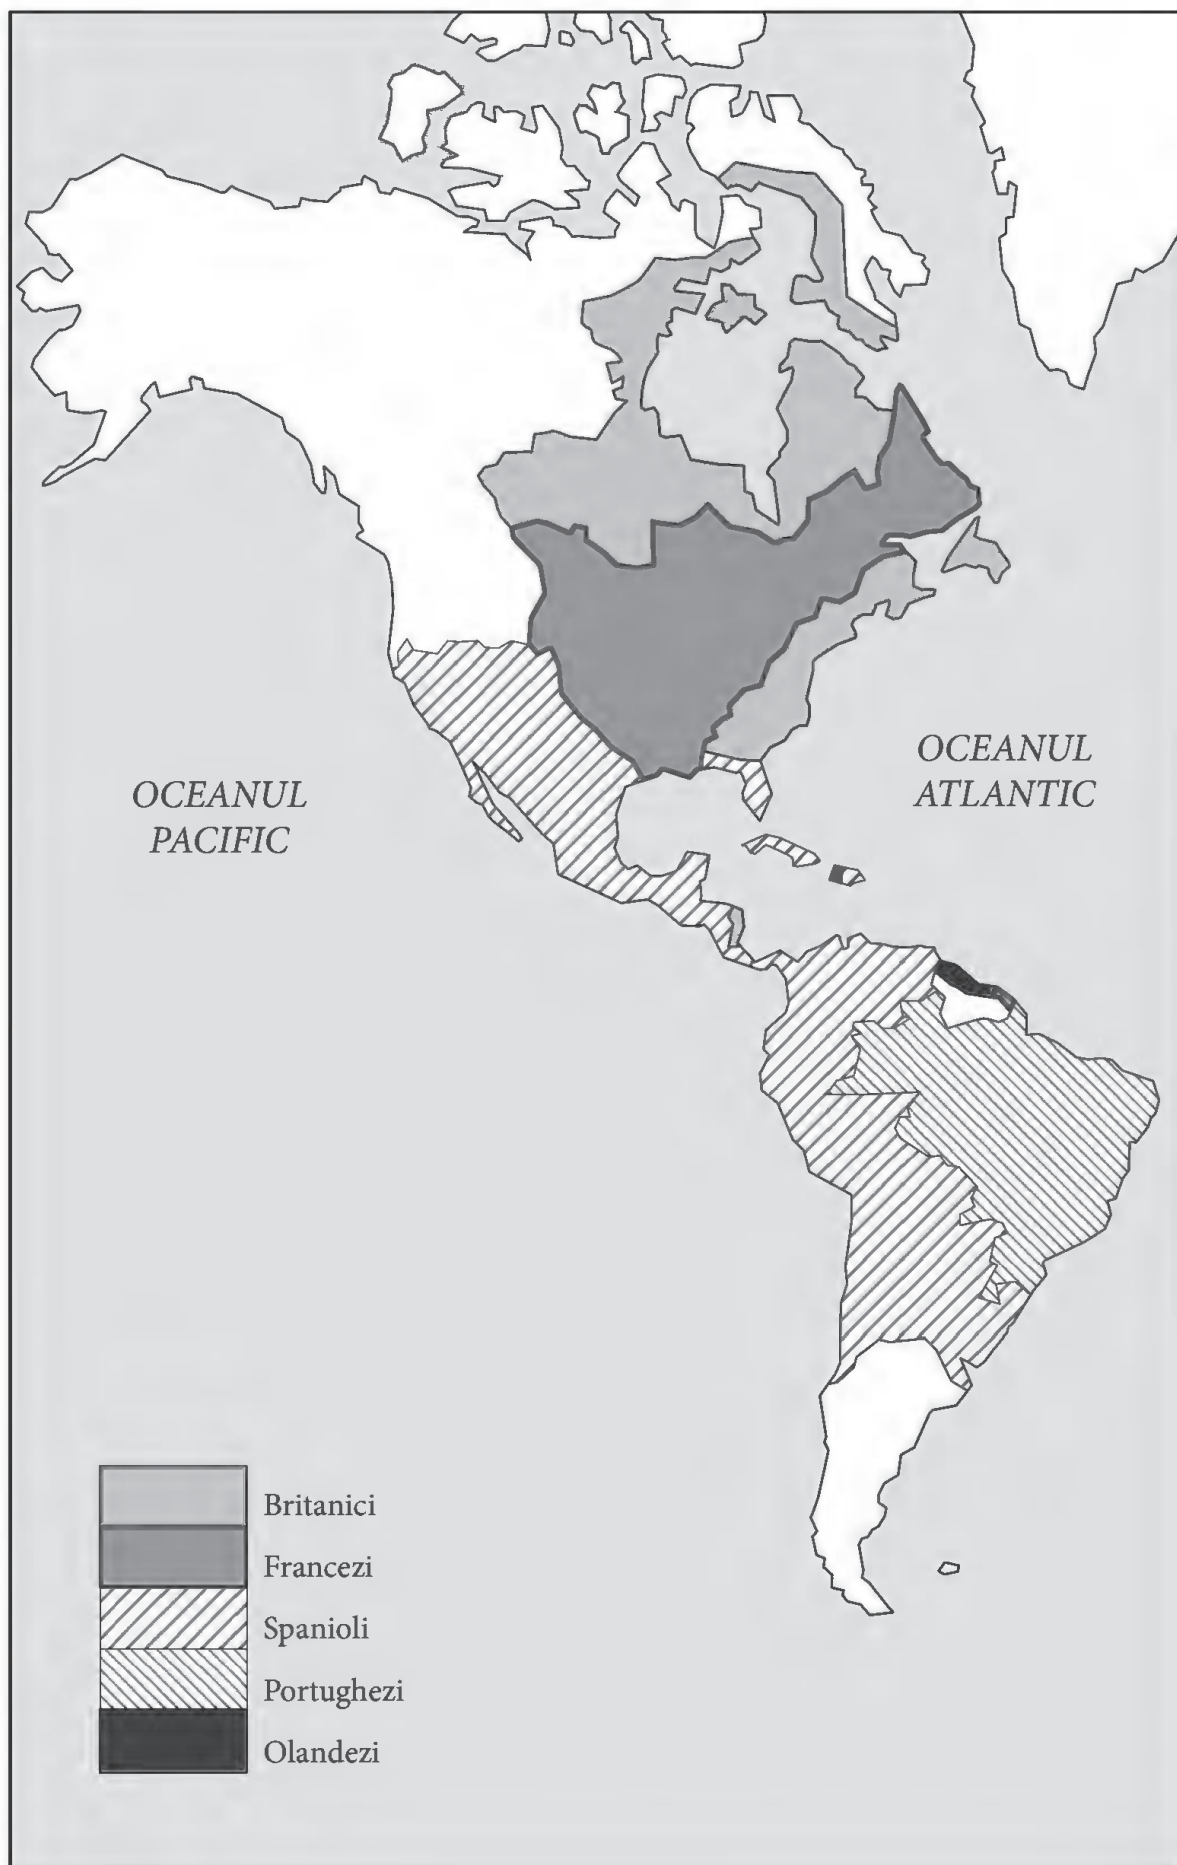 OCEANUL
PACIFIC
OCEANUL
ATLANTIC
Britanici
Francezi
Spanioli
Portughezi
Olandezi